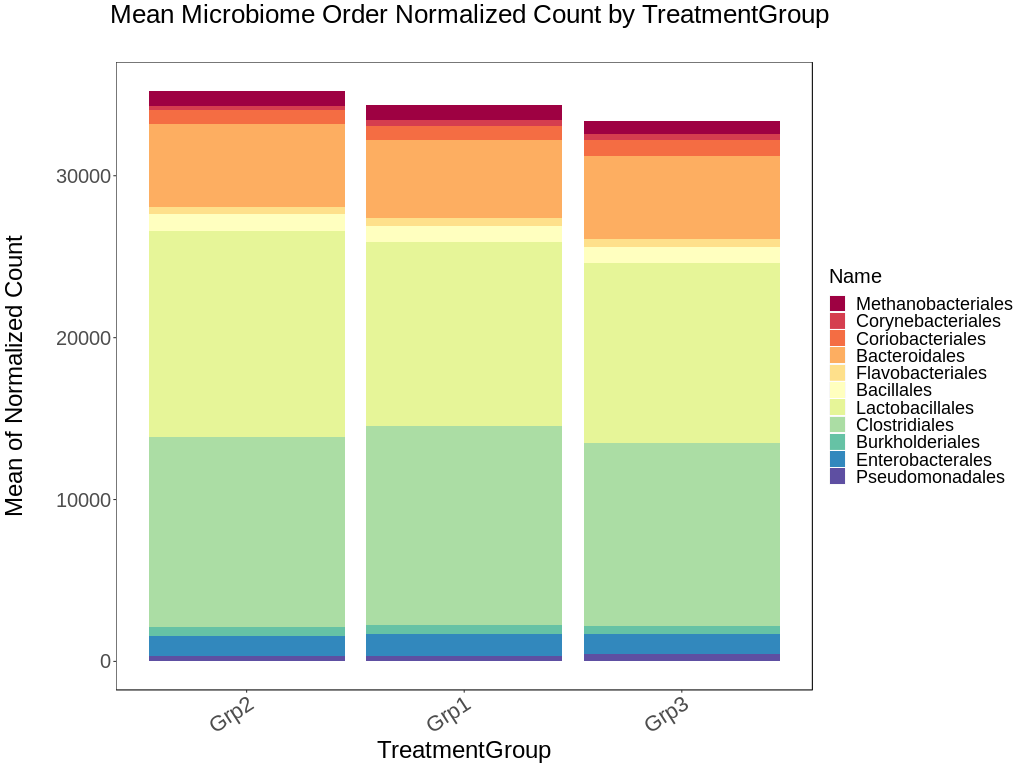 Mean Microbiome Order Normalized Count by TreatmentGroup
Mean of Normalized Count
30000
20000
10000
0
Grp2
Grp1
Grp3
TreatmentGroup
Name
Methanobacteriales
Corynebacteriales
Coriobacteriales
Bacteroidales
Flavobacteriales
Bacillales
Lactobacillales
Clostridiales
Burkholderiales
Enterobacterales
Pseudomonadales